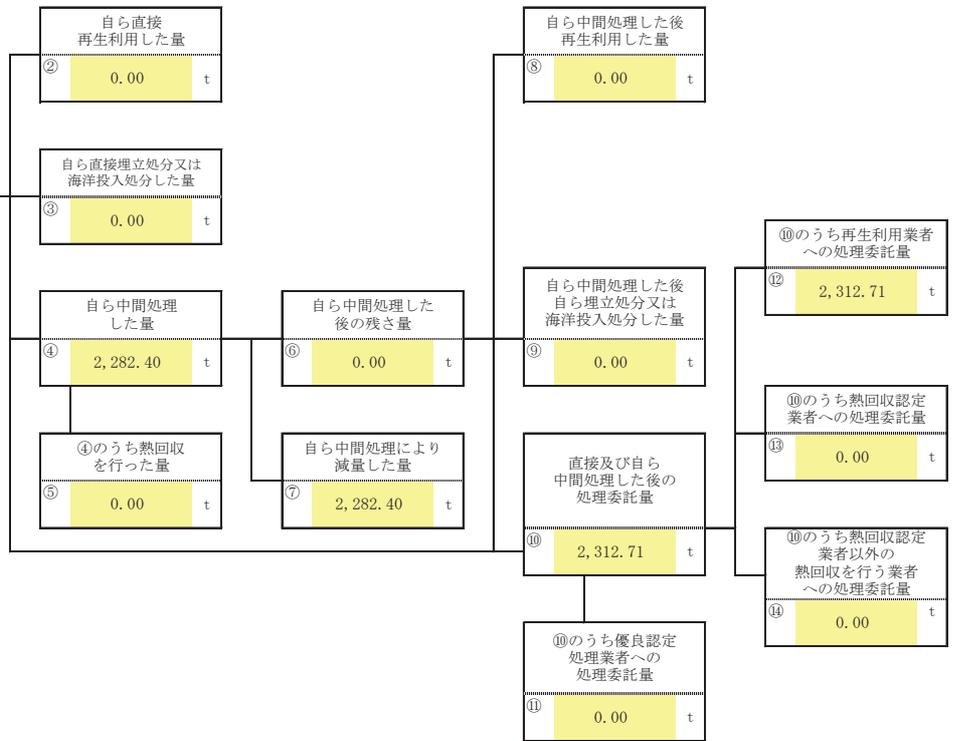 自ら直接
再生利用した量
② 0.00 t
自ら直接埋立処分又は
海洋投入処分した量
③ 0.00 t
自ら中間処理
した量
④ 2,282.40 t
④のうち熱回収
を行った量
⑤ 0.00 t
自ら中間処理した
後の残さ量
⑥ 0.00 t
自ら中間処理により
減量した量
⑦ 2,282.40 t
自ら中間処理した後
再生利用した量
⑧ 0.00 t
自ら中間処理した後
自ら埋立処分又は
海洋投入処分した量
⑨ 0.00 t
直接及び自ら
中間処理した後の
処理委託量
⑩ 2,312.71 t
⑩のうち優良認定
処理業者への
処理委託量
⑪ 0.00 t
⑩のうち再生利用業者
への処理委託量
⑫ 2,312.71 t
⑩のうち熱回収認定
業者への処理委託量
⑬ 0.00 t
⑩のうち熱回収認定
業者以外の
熱回収を行う業者
への処理委託量
⑭ 0.00 t